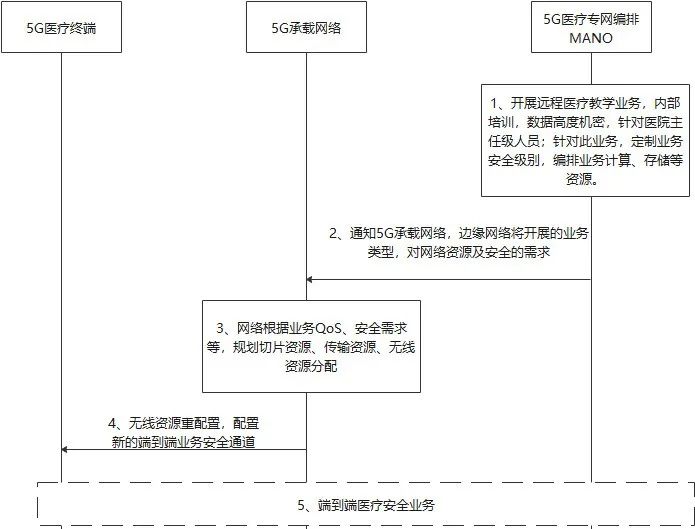 5G医疗终端
5G承载网络
5G医疗专网编排
MANO
1、开展远程医疗教学业务，内部
培训，数据高度机密，针对医院主
任级人员；针对此业务，定制业务
安全级别，编排业务计算、存储等
资源。
2、通知5G承载网络，边缘网络将开展的业务
类型，对网络资源及安全的需求
3、网络根据业务QoS、安全需求
等，规划切片资源、传输资源、无线
资源分配
4、无线资源重配置，配置
新的端到端业务安全通道
5、端到端医疗安全业务